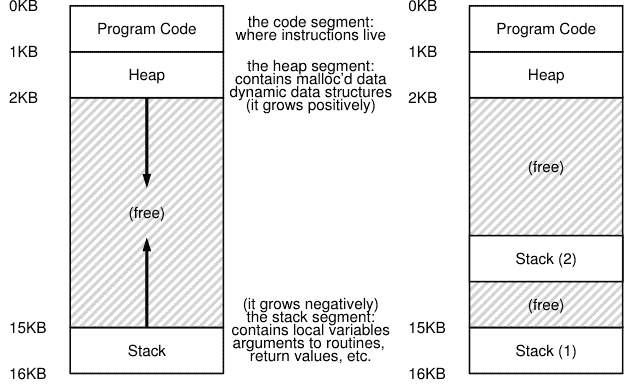 0KB
Program Code
the code segment:
where instructions live
1KB
Heap
the heap segment:
contains malloc'd data
dynamic data structures
(it grows positively)
2KB
(free)
(it grows negatively)
the stack segment:
contains local variables
arguments to routines,
return values, etc.
15KB
Stack
16KB
0KB
Program Code
1KB
Heap
2KB
(free)
Stack (2)
(free)
15KB
Stack (1)
16KB